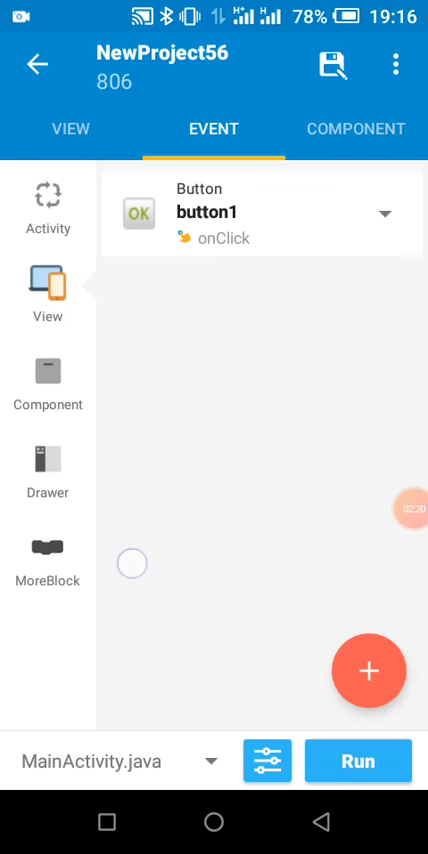 H+ H 78% 19:16
NewProject56
806
VIEW EVENT COMPONENT
Activity
View
Component
Drawer
MoreBlock
Button
OK button1
onClick
02:20
+
MainActivity.java Run